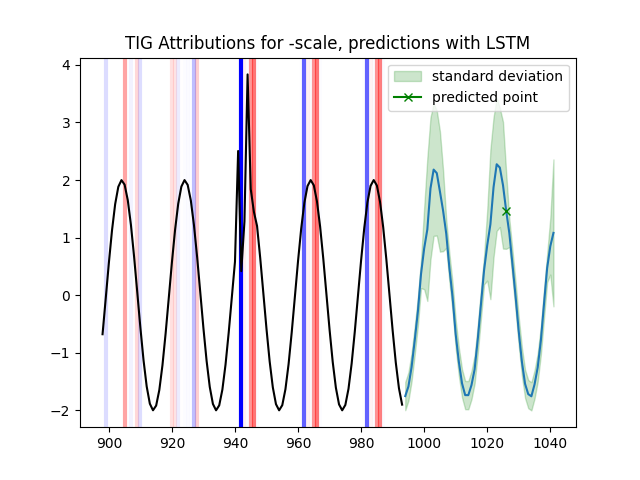 TIG Attributions for -scale, predictions with LSTM
standard deviation
predicted point
4
3
2
1
0
−1
−2
900 920 940 960 980 1000 1020 1040